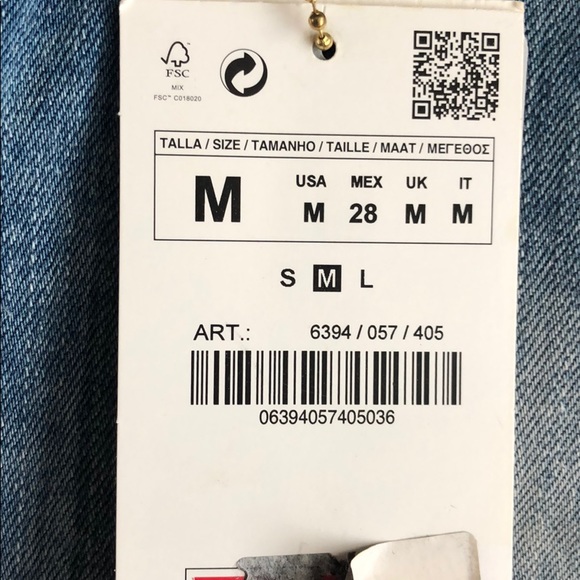 FSC
MIX
FSC™ C018020
TALLA / SIZE / TAMANHO / TAILLE / MAAT / ΜΕΓΕΘΟΣ
M
USA MEX UK IT
M 28 M M
S M L
ART.: 6394 / 057 / 405
06394057405036